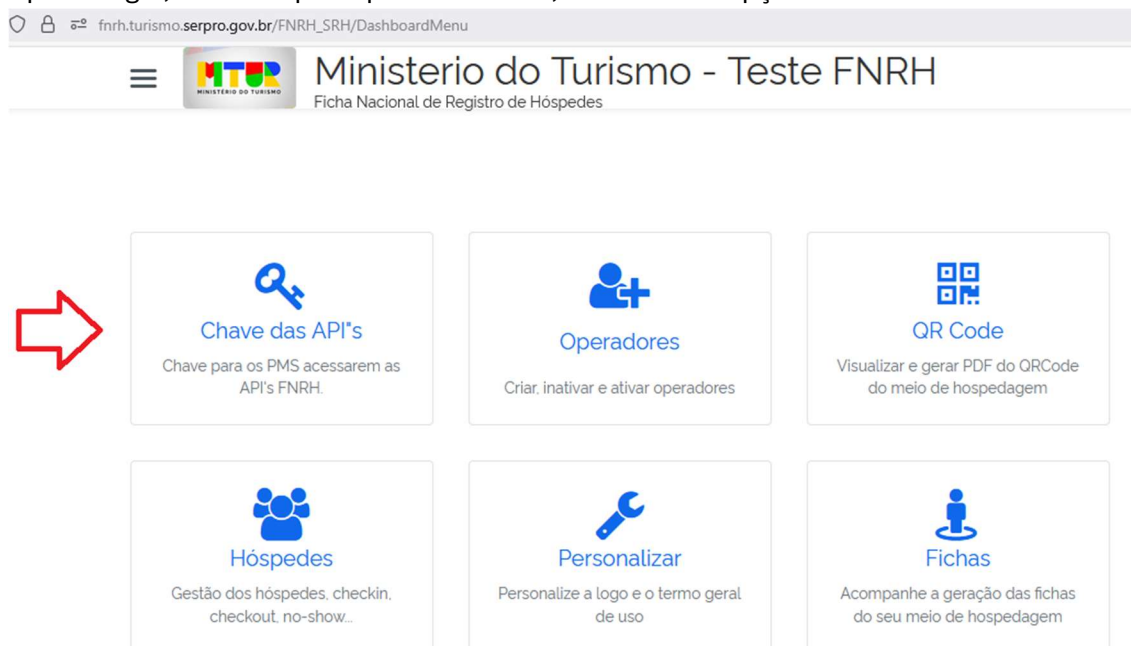 fnrh.turismo.serpro.gov.br/FNRH_SRH/DashboardMenu
MTUR
MINISTÉRIO DO TURISMO
Ministerio do Turismo - Teste FNRH
Ficha Nacional de Registro de Hóspedes
Chave das API"s
Chave para os PMS acessarem as
API's FNRH.
Operadores
Criar, inativar e ativar operadores
QR Code
Visualizar e gerar PDF do QRCode
do meio de hospedagem
Hóspedes
Gestão dos hóspedes, checkin,
checkout, no-show...
Personalizar
Personalize a logo e o termo geral
de uso
Fichas
Acompanhe a geração das fichas
do seu meio de hospedagem